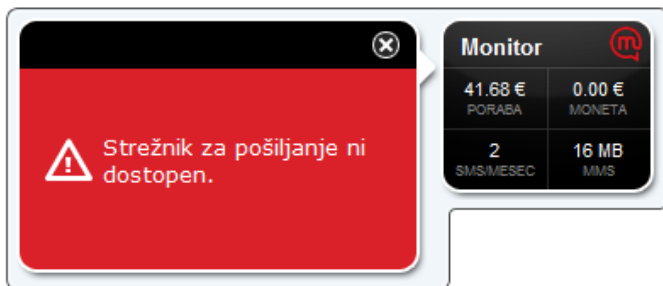 Strežnik za pošiljanje ni
dostopen.
Monitor
m
41.68 € 0.00 €
PORABA MONETA
2 16 MB
SMS/MESEC MMS